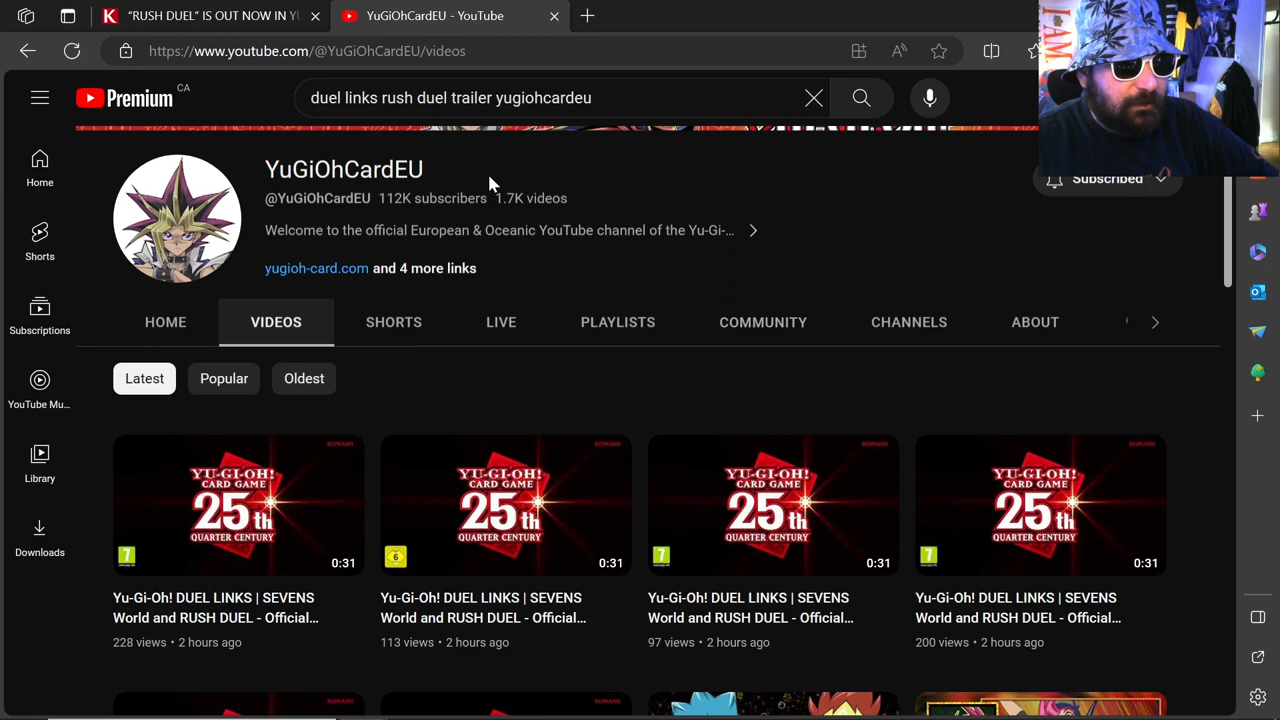 "RUSH DUEL" IS OUT NOW IN YU
YuGiOhCardEU - YouTube
https://www.youtube.com/@YuGiOhCardEU/videos
Premium CA
duel links rush duel trailer yugiohcardeu
YuGiOhCardEU
@YuGiOhCardEU 112K subscribers 1.7K videos
Subscribed
Welcome to the official European & Oceanic YouTube channel of the Yu-Gi-...
yugioh-card.com and 4 more links
Home
Shorts
Subscriptions
YouTube Mu...
Library
Downloads
HOME VIDEOS SHORTS LIVE PLAYLISTS COMMUNITY CHANNELS ABOUT
Latest Popular Oldest
KONAMI
YU-GI-OH!
CARD GAME
25th
QUARTER CENTURY
7
0:31
Yu-Gi-Oh! DUEL LINKS | SEVENS
World and RUSH DUEL - Official...
228 views • 2 hours ago
KONAMI
YU-GI-OH!
CARD GAME
25th
QUARTER CENTURY
6
0:31
Yu-Gi-Oh! DUEL LINKS | SEVENS
World and RUSH DUEL - Official...
113 views • 2 hours ago
KONAMI
YU-GI-OH!
CARD GAME
25th
QUARTER CENTURY
7
0:31
Yu-Gi-Oh! DUEL LINKS | SEVENS
World and RUSH DUEL - Official...
97 views • 2 hours ago
KONAMI
YU-GI-OH!
CARD GAME
25th
QUARTER CENTURY
7
0:31
Yu-Gi-Oh! DUEL LINKS | SEVENS
World and RUSH DUEL - Official...
200 views • 2 hours ago